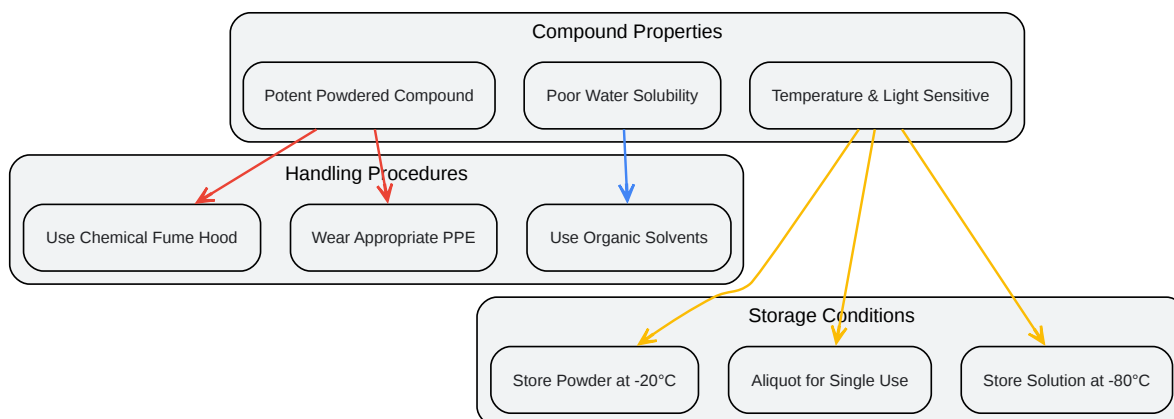 Compound Properties
Potent Powdered Compound
Poor Water Solubility
Temperature & Light Sensitive
Handling Procedures
Use Chemical Fume Hood
Wear Appropriate PPE
Use Organic Solvents
Storage Conditions
Store Powder at -20°C
Aliquot for Single Use
Store Solution at -80°C